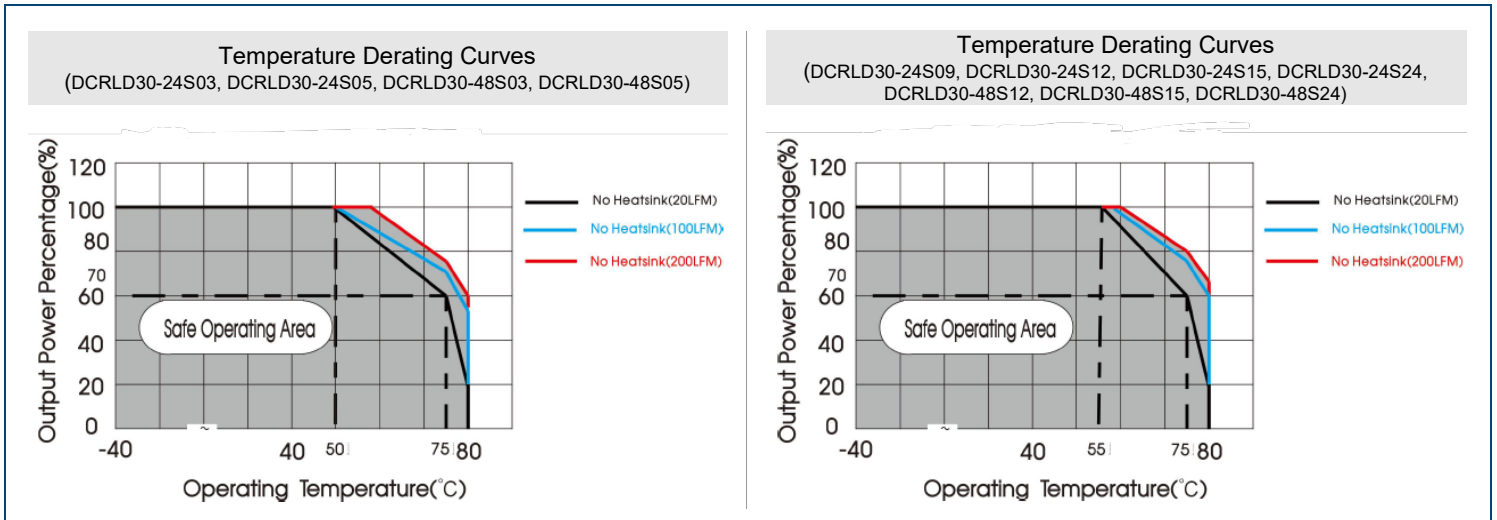 Temperature Derating Curves
(DCRLD30-24S03, DCRLD30-24S05, DCRLD30-48S03, DCRLD30-48S05)
Output Power Percentage(%)
120
100
80
70
60
40
20
0
-40
40
50
75
80
~
Operating Temperature(°C)
Safe Operating Area
No Heatsink(20LFM)
No Heatsink(100LFM)
No Heatsink(200LFM)
Temperature Derating Curves
(DCRLD30-24S09, DCRLD30-24S12, DCRLD30-24S15, DCRLD30-24S24,
DCRLD30-48S12, DCRLD30-48S15, DCRLD30-48S24)
Output Power Percentage(%)
120
100
80
70
60
40
20
0
-40
40
55
75
80
~
Operating Temperature(°C)
Safe Operating Area
No Heatsink(20LFM)
No Heatsink(100LFM)
No Heatsink(200LFM)